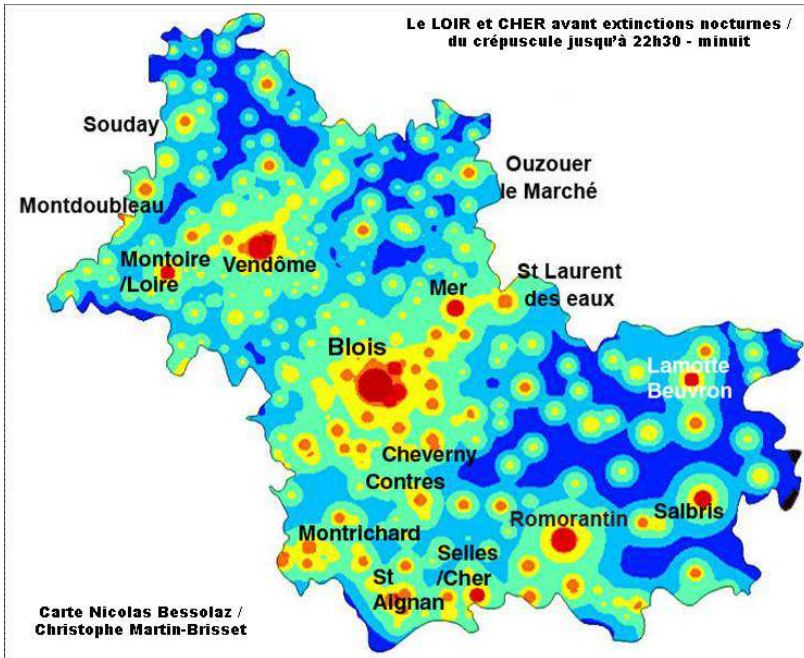 Le LOIR et CHER avant extinctions nocturnes /
du crépuscule jusqu'à 22h30 - minuit
Souday
Ouzouer
le Marché
Montdoubleau
Montoire
/Loire
Vendôme
St Laurent
des eaux
Mer
Blois
Lamotte
Beuvron
Cheverny
Contres
Salbris
Romorantin
Montrichard
Selles
/Cher
St
Aignan
Carte Nicolas Bessolaz /
Christophe Martin-Brisset